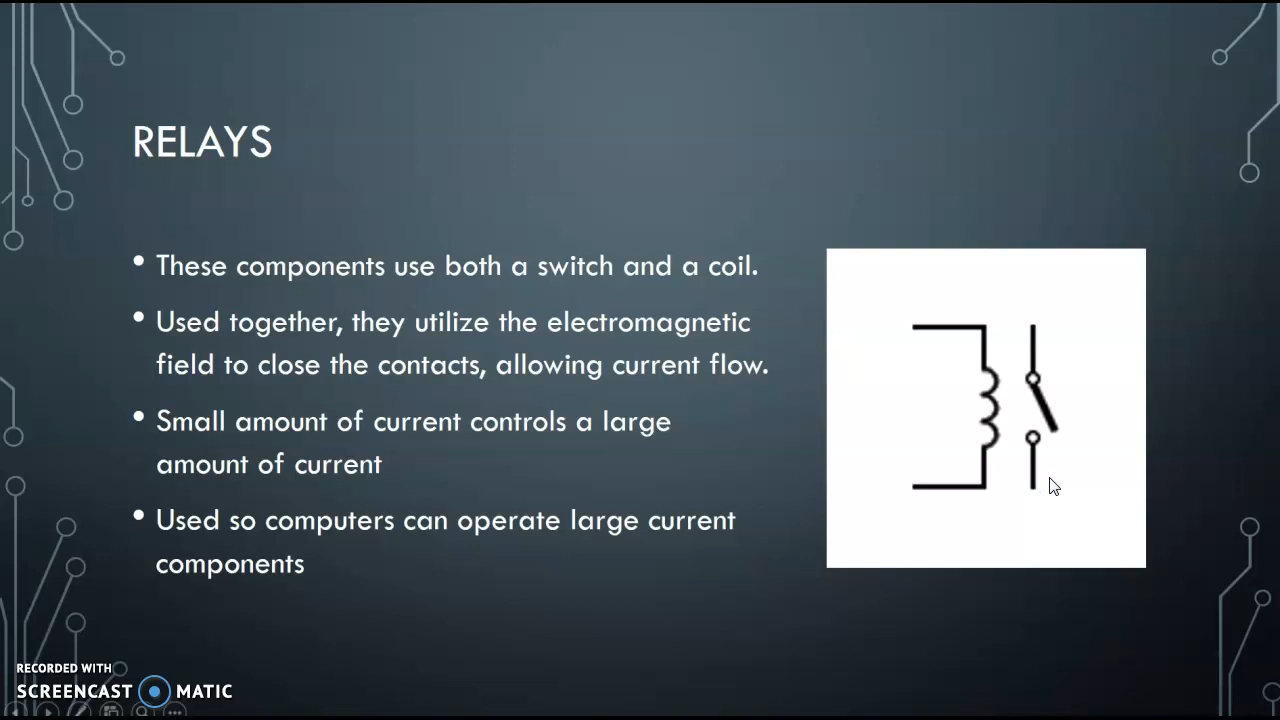 RELAYS
• These components use both a switch and a coil.
• Used together, they utilize the electromagnetic
field to close the contacts, allowing current flow.
• Small amount of current controls a large
amount of current
• Used so computers can operate large current
components
RECORDED WITH
SCREENCAST MATIC